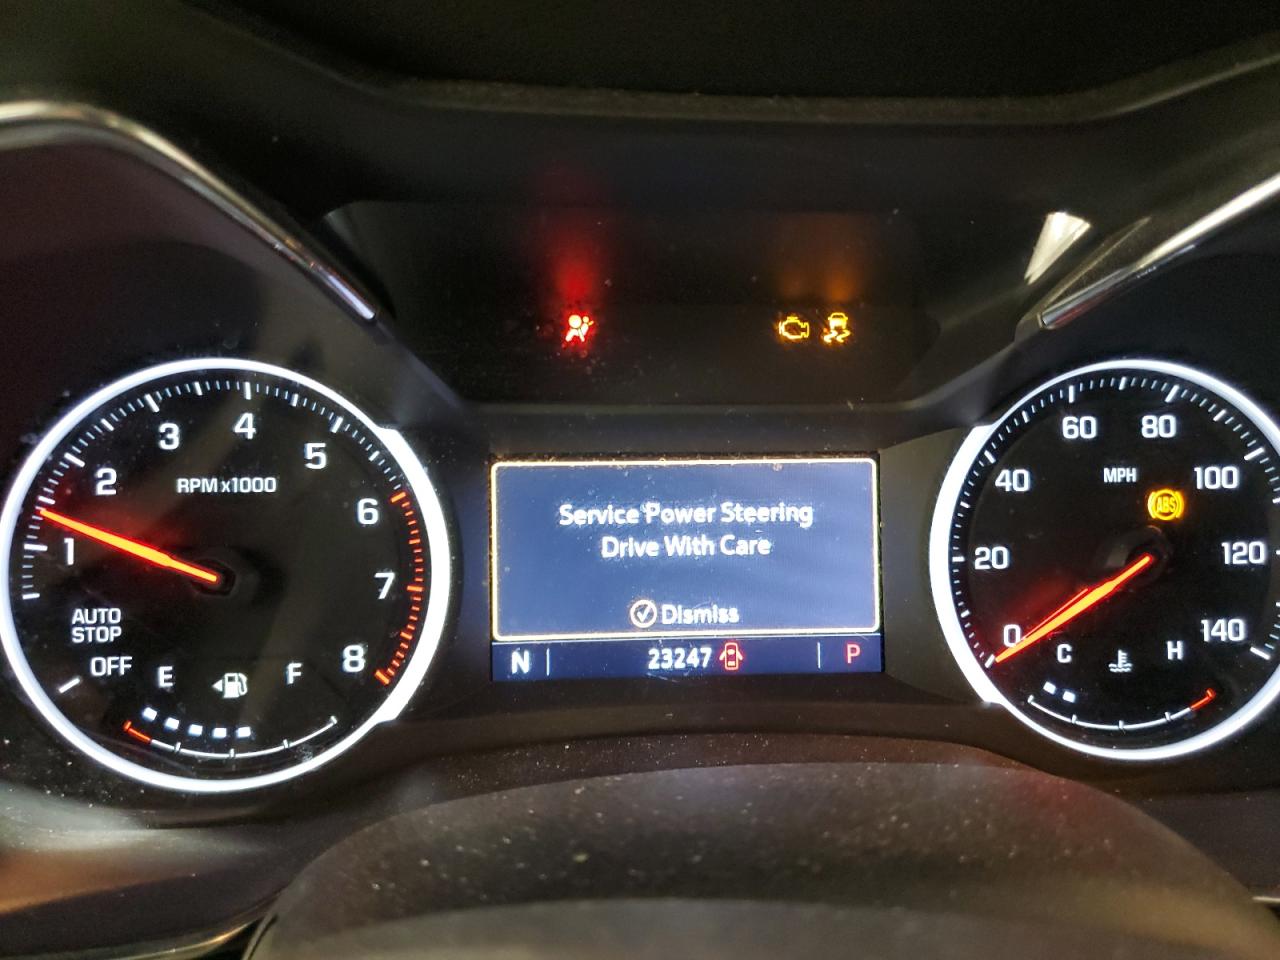 1
2
3
4
5
6
7
8
RPM x1000
AUTO
STOP
OFF
E
F
Service Power Steering
Drive With Care
Dismiss
N
23247
P
0
20
40
60
80
100
120
140
MPH
ABS
C
H